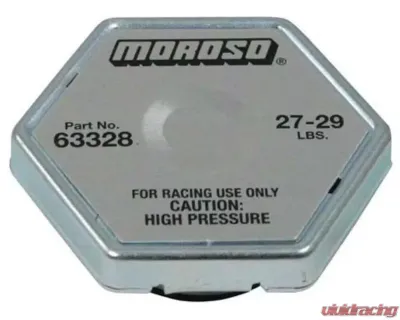 MOROSO®
Part No.
63328
27-29
LBS.
FOR RACING USE ONLY
CAUTION:
HIGH PRESSURE
vividracing